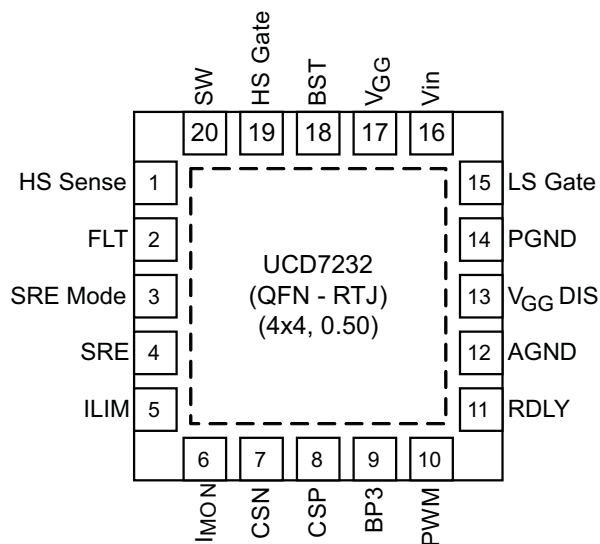 SW
HS Gate
BST
VGG
Vin
20
19
18
17
16
HS Sense 1
15 LS Gate
FLT 2
14 PGND
SRE Mode 3
13 VGG DIS
SRE 4
12 AGND
ILIM 5
11 RDLY
UCD7232
(QFN - RTJ)
(4x4, 0.50)
6
7
8
9
10
IMON
CSN
CSP
BP3
PWM